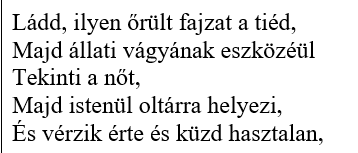 Ládd, ilyen őrült fajzat a tiéd,
Majd állati vágyának eszközéül
Tekinti a nőt,
Majd istenül oltárra helyezi,
És vérzik érte és küzd hasztalan,